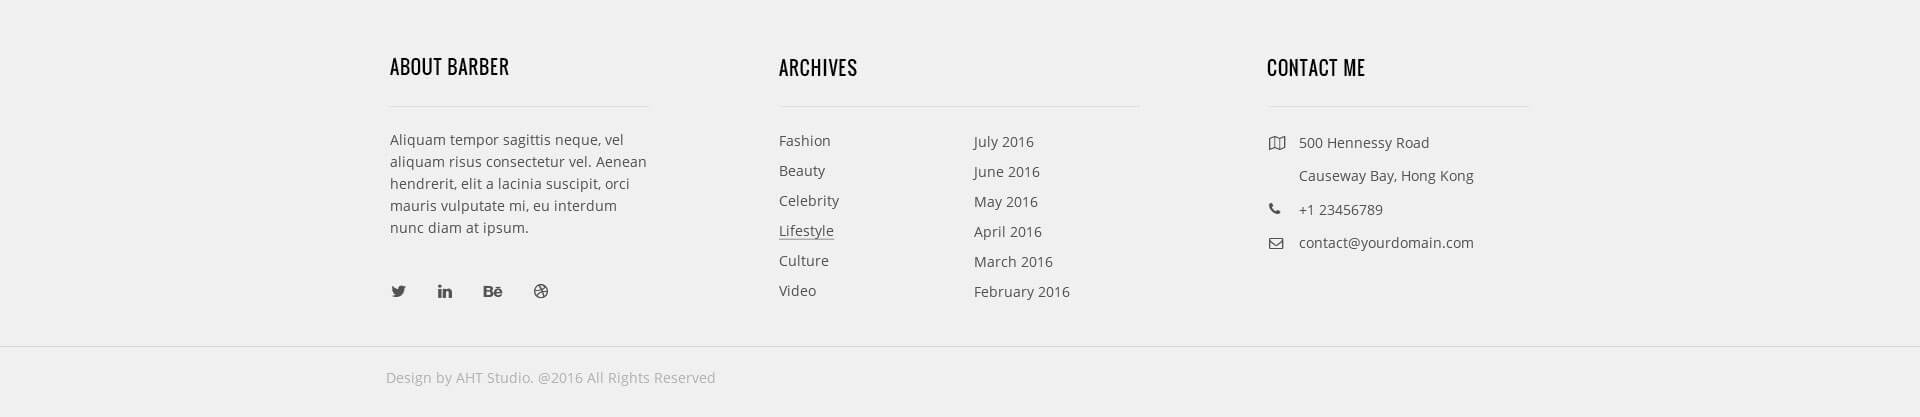 ABOUT BARBER
Aliquam tempor sagittis neque, vel
aliquam risus consectetur vel. Aenean
hendrerit, elit a lacinia suscipit, orci
mauris vulputate mi, eu interdum
nunc diam at ipsum.
ARCHIVES
Fashion
Beauty
Celebrity
Lifestyle
Culture
Video
July 2016
June 2016
May 2016
April 2016
March 2016
February 2016
CONTACT ME
500 Hennessy Road
Causeway Bay, Hong Kong
+1 23456789
contact@yourdomain.com
Design by AHT Studio. @2016 All Rights Reserved